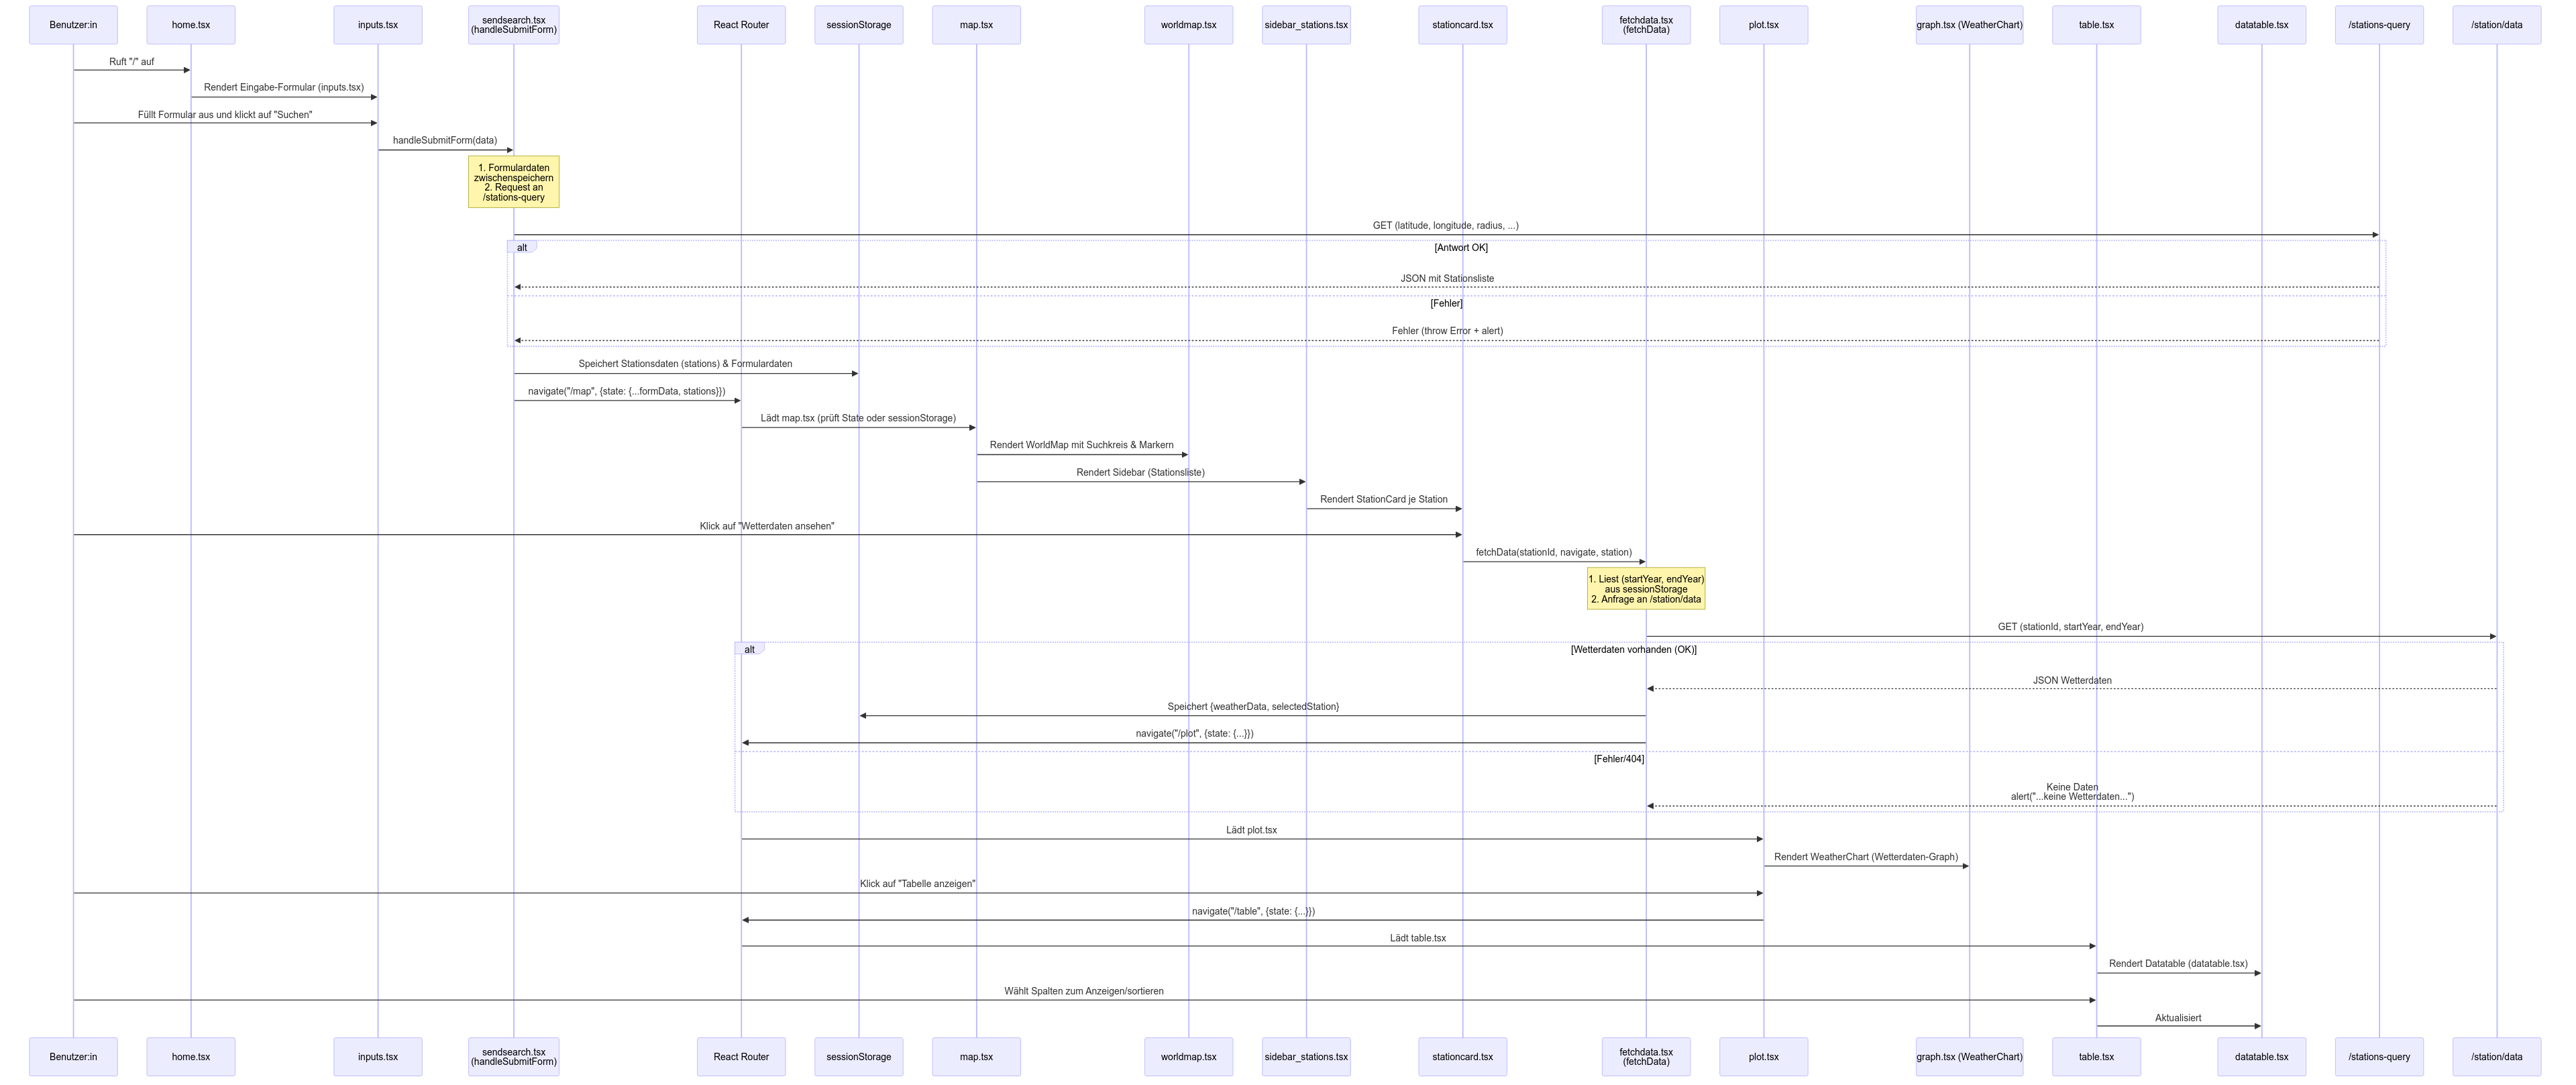 Benutzer:in
home.tsx
inputs.tsx
sendsearch.tsx
(handleSubmitForm)
React Router
sessionStorage
map.tsx
worldmap.tsx
sidebar_stations.tsx
stationcard.tsx
fetchdata.tsx
(fetchData)
plot.tsx
graph.tsx (WeatherChart)
table.tsx
datatable.tsx
/stations-query
/station/data
Ruft "/" auf
Rendert Eingabe-Formular (inputs.tsx)
Füllt Formular aus und klickt auf "Suchen"
handleSubmitForm(data)
1. Formulardaten
zwischenspeichern
2. Request an
/stations-query
GET (latitude, longitude, radius, ...)
alt
[Antwort OK]
JSON mit Stationsliste
[Fehler]
Fehler (throw Error + alert)
Speichert Stationsdaten (stations) & Formulardaten
navigate("/map", {state: {...formData, stations}})
Lädt map.tsx (prüft State oder sessionStorage)
Rendert WorldMap mit Suchkreis & Markern
Rendert Sidebar (Stationsliste)
Rendert StationCard je Station
Klick auf "Wetterdaten ansehen"
fetchData(stationId, navigate, station)
1. Liest (startYear, endYear)
aus sessionStorage
2. Anfrage an /station/data
GET (stationId, startYear, endYear)
alt
[Wetterdaten vorhanden (OK)]
JSON Wetterdaten
Speichert {weatherData, selectedStation}
navigate("/plot", {state: {...}})
[Fehler/404]
Keine Daten
alert("...keine Wetterdaten...")
Lädt plot.tsx
Rendert WeatherChart (Wetterdaten-Graph)
Klick auf "Tabelle anzeigen"
navigate("/table", {state: {...}})
Lädt table.tsx
Rendert Datatable (datatable.tsx)
Wählt Spalten zum Anzeigen/sortieren
Aktualisiert
Benutzer:in
home.tsx
inputs.tsx
sendsearch.tsx
(handleSubmitForm)
React Router
sessionStorage
map.tsx
worldmap.tsx
sidebar_stations.tsx
stationcard.tsx
fetchdata.tsx
(fetchData)
plot.tsx
graph.tsx (WeatherChart)
table.tsx
datatable.tsx
/stations-query
/station/data